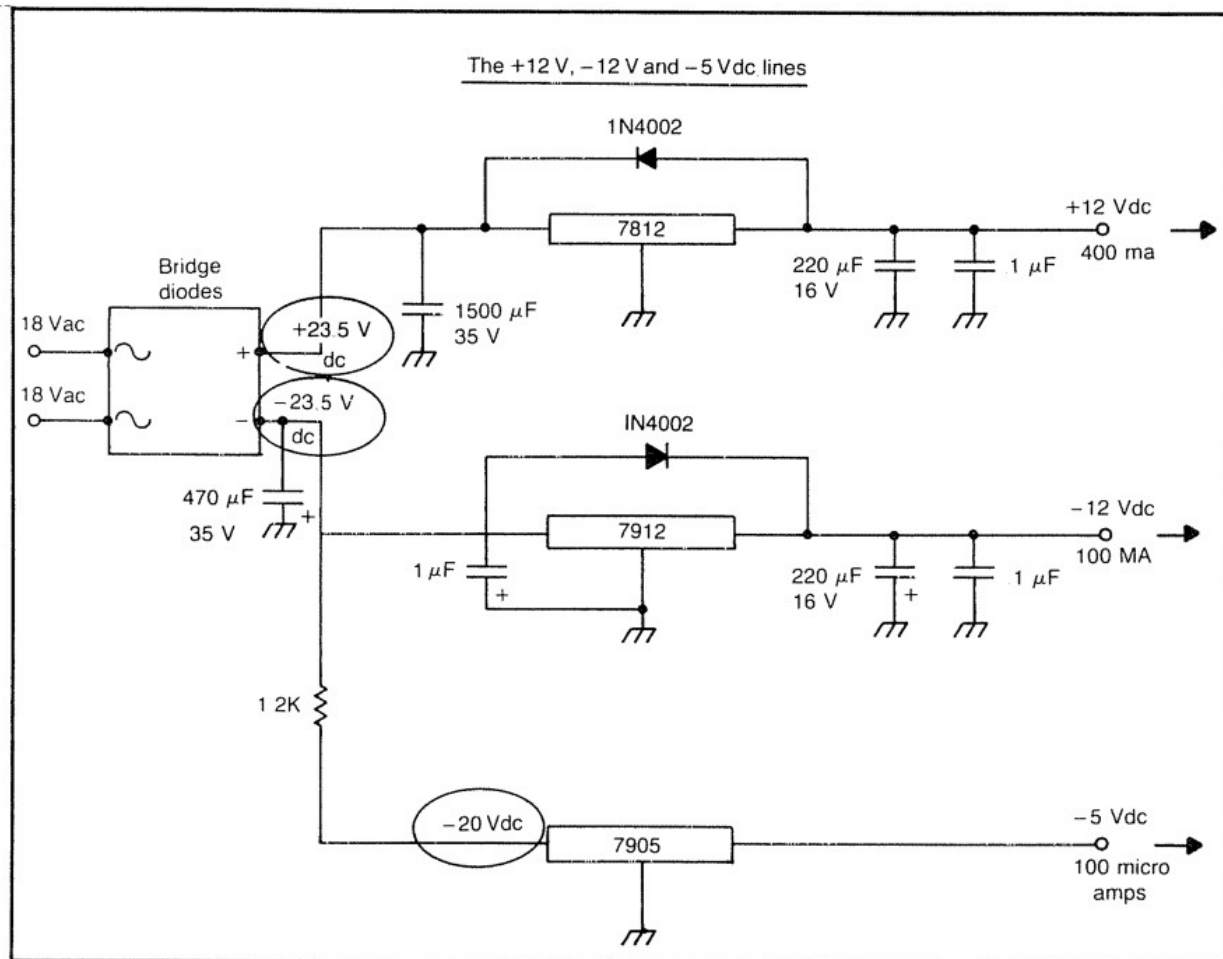 The +12 V, −12 V and −5 Vdc lines
1N4002
7812
+12 Vdc
400 ma
220 μF
16 V
.1 μF
1500 μF
35 V
Bridge
diodes
18 Vac
18 Vac
+
−
+23.5 V
dc
−23.5 V
dc
470 μF
35 V
+
IN4002
7912
−12 Vdc
100 MA
1 μF
+
220 μF
16 V
+
.1 μF
1 2K
−20 Vdc
7905
−5 Vdc
100 micro
amps